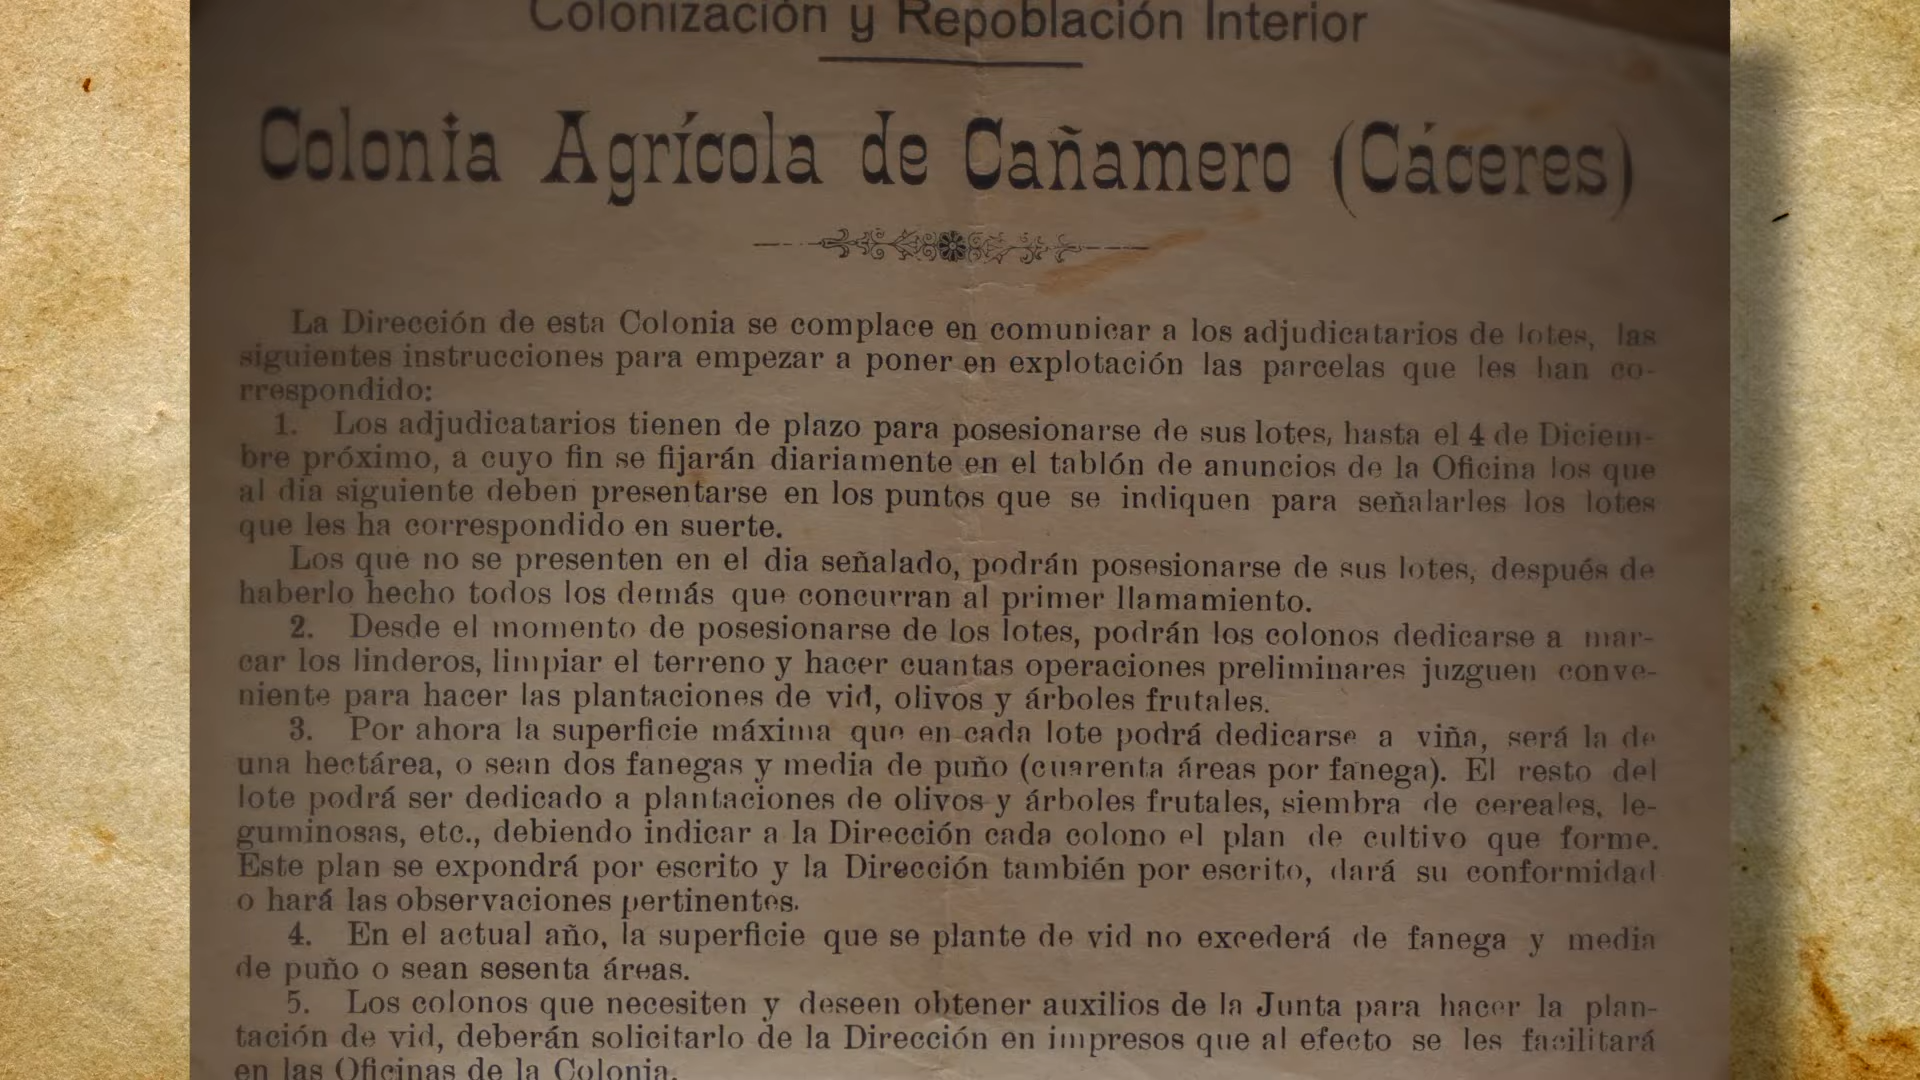 Colonización y Repoblación Interior
Colonia Agrícola de Cañamero (Cáceres)
La Dirección de esta Colonia se complace en comunicar a los adjudicatarios de lotes, las
siguientes instrucciones para empezar a poner en explotación las parcelas que les han co-
rrespondido:
1. Los adjudicatarios tienen de plazo para posesionarse de sus lotes, hasta el 4 de Diciem-
bre próximo, a cuyo fin se fijarán diariamente en el tablón de anuncios de la Oficina los que
al dia siguiente deben presentarse en los puntos que se indiquen para señalarles los lotes
que les ha correspondido en suerte.
Los que no se presenten en el dia señalado, podrán posesionarse de sus lotes, después de
haberlo hecho todos los demás que concurran al primer llamamiento.
2. Desde el momento de posesionarse de los lotes, podrán los colonos dedicarse a mar-
car los linderos, limpiar el terreno y hacer cuantas operaciones preliminares juzguen conve-
niente para hacer las plantaciones de vid, olivos y árboles frutales.
3. Por ahora la superficie máxima que en cada lote podrá dedicarse a viña, será la de
una hectárea, o sean dos fanegas y media de puño (cuarenta áreas por fanega). El resto del
lote podrá ser dedicado a plantaciones de olivos y árboles frutales, siembra de cereales, le-
guminosas, etc., debiendo indicar a la Dirección cada colono el plan de cultivo que forme.
Este plan se expondrá por escrito y la Dirección también por escrito, dará su conformidad
o hará las observaciones pertinentes.
4. En el actual año, la superficie que se plante de vid no excederá de fanega y media
de puño o sean sesenta áreas.
5. Los colonos que necesiten y deseen obtener auxilios de la Junta para hacer la plan-
tación de vid, deberán solicitarlo de la Dirección en impresos que al efecto se les facilitará
en las Oficinas de la Colonia.